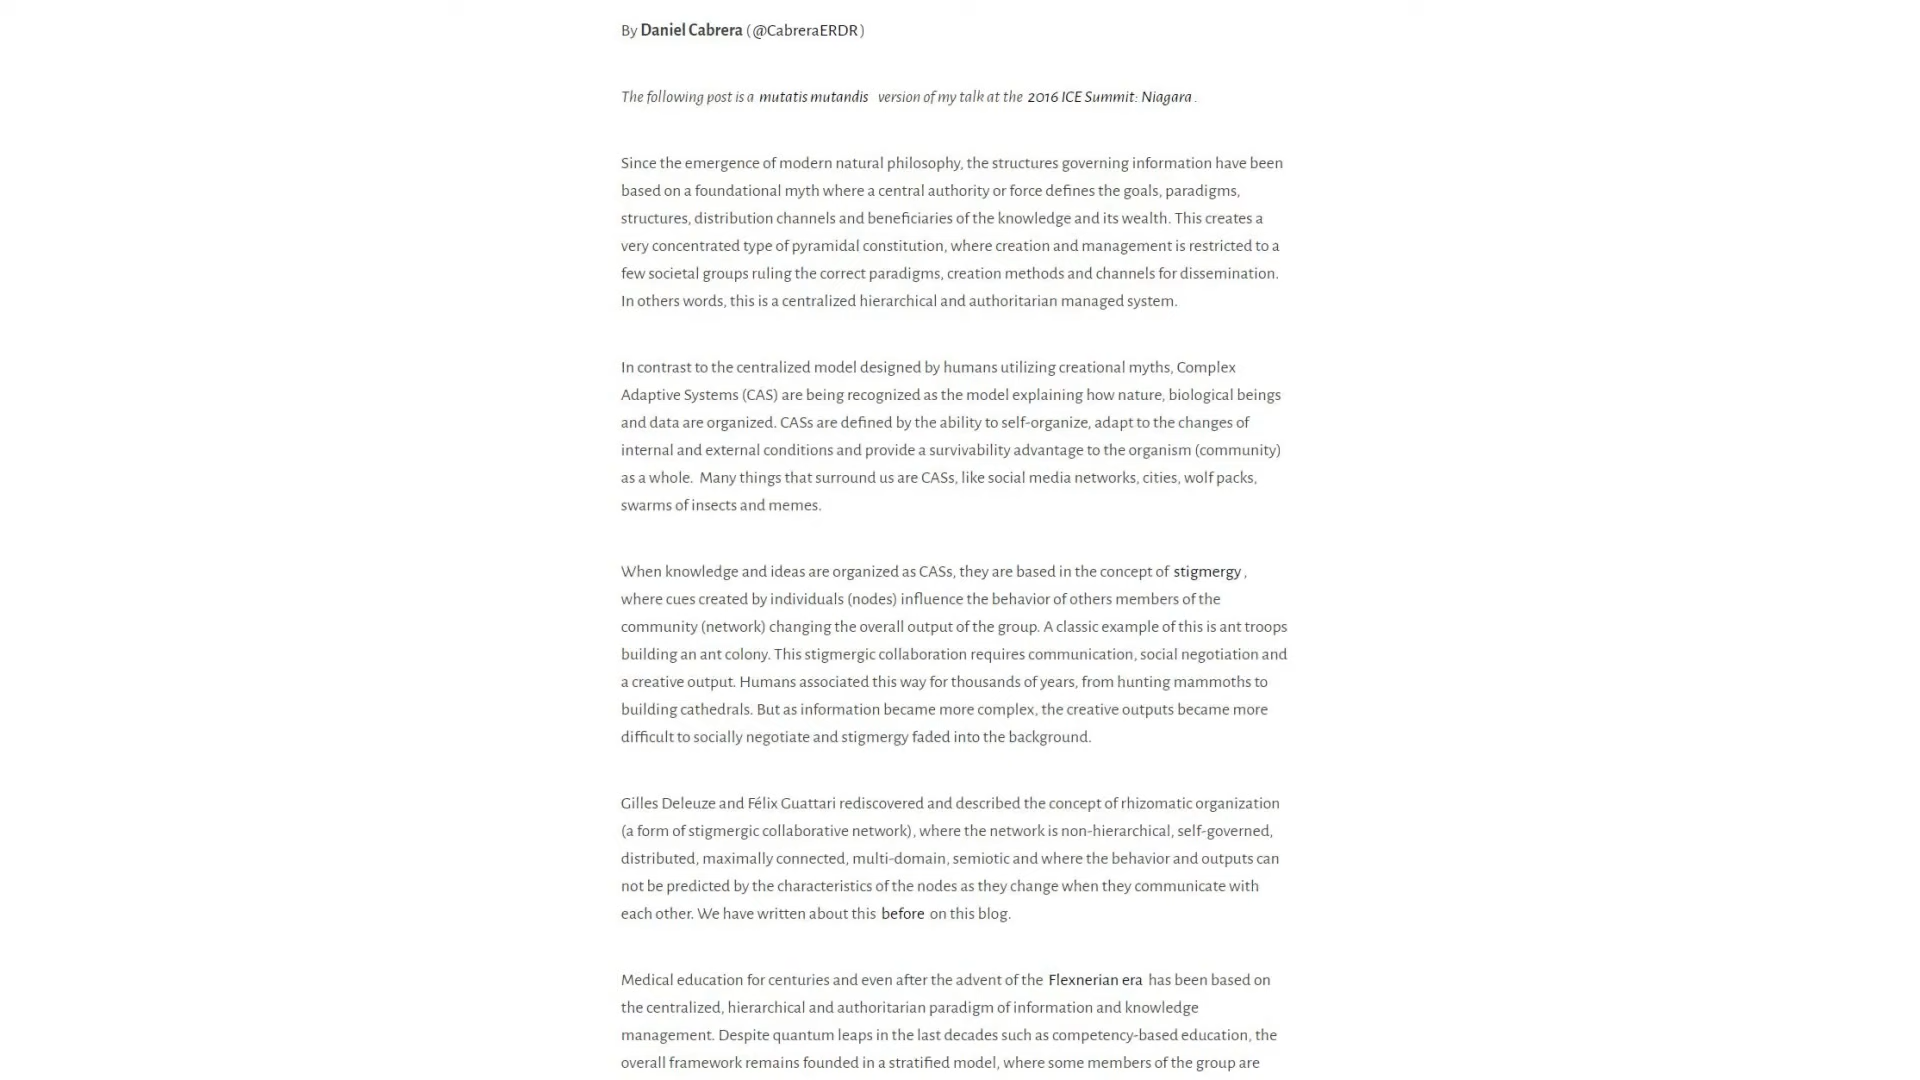 By Daniel Cabrera (@CabreraERDR)
The following post is a mutatis mutandis version of my talk at the 2016 ICE Summit: Niagara.
Since the emergence of modern natural philosophy, the structures governing information have been
based on a foundational myth where a central authority or force defines the goals, paradigms,
structures, distribution channels and beneficiaries of the knowledge and its wealth. This creates a
very concentrated type of pyramidal constitution, where creation and management is restricted to a
few societal groups ruling the correct paradigms, creation methods and channels for dissemination.
In others words, this is a centralized hierarchical and authoritarian managed system.
In contrast to the centralized model designed by humans utilizing creational myths, Complex
Adaptive Systems (CAS) are being recognized as the model explaining how nature, biological beings
and data are organized. CASs are defined by the ability to self-organize, adapt to the changes of
internal and external conditions and provide a survivability advantage to the organism (community)
as a whole.  Many things that surround us are CASs, like social media networks, cities, wolf packs,
swarms of insects and memes.
When knowledge and ideas are organized as CASs, they are based in the concept of stigmergy,
where cues created by individuals (nodes) influence the behavior of others members of the
community (network) changing the overall output of the group. A classic example of this is ant troops
building an ant colony. This stigmergic collaboration requires communication, social negotiation and
a creative output. Humans associated this way for thousands of years, from hunting mammoths to
building cathedrals. But as information became more complex, the creative outputs became more
difficult to socially negotiate and stigmergy faded into the background.
Gilles Deleuze and Félix Guattari rediscovered and described the concept of rhizomatic organization
(a form of stigmergic collaborative network), where the network is non-hierarchical, self-governed,
distributed, maximally connected, multi-domain, semiotic and where the behavior and outputs can
not be predicted by the characteristics of the nodes as they change when they communicate with
each other. We have written about this before on this blog.
Medical education for centuries and even after the advent of the Flexnerian era has been based on
the centralized, hierarchical and authoritarian paradigm of information and knowledge
management. Despite quantum leaps in the last decades such as competency-based education, the
overall framework remains founded in a stratified model, where some members of the group are